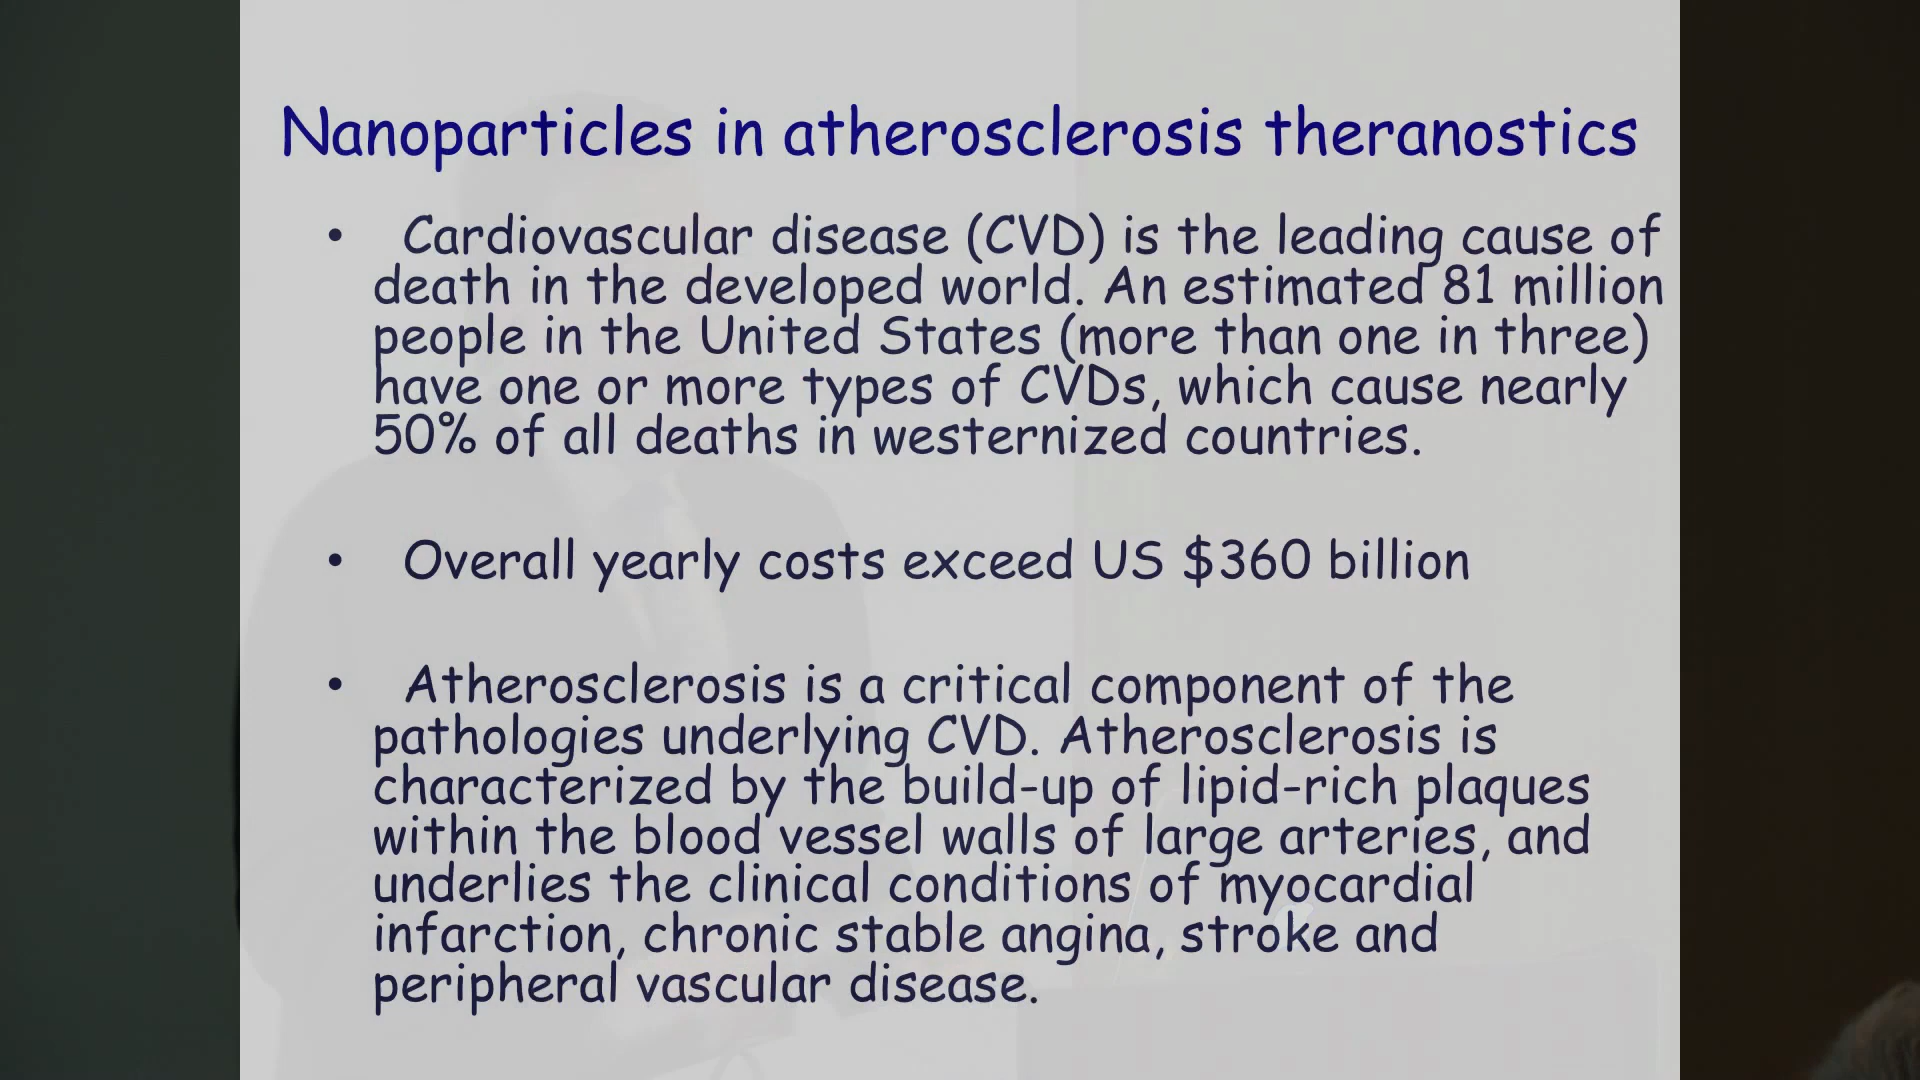 Nanoparticles in atherosclerosis theranostics
• Cardiovascular disease (CVD) is the leading cause of
death in the developed world. An estimated 81 million
people in the United States (more than one in three)
have one or more types of CVDs, which cause nearly
50% of all deaths in westernized countries.
• Overall yearly costs exceed US $360 billion
• Atherosclerosis is a critical component of the
pathologies underlying CVD. Atherosclerosis is
characterized by the build-up of lipid-rich plaques
within the blood vessel walls of large arteries, and
underlies the clinical conditions of myocardial
infarction, chronic stable angina, stroke and
peripheral vascular disease.